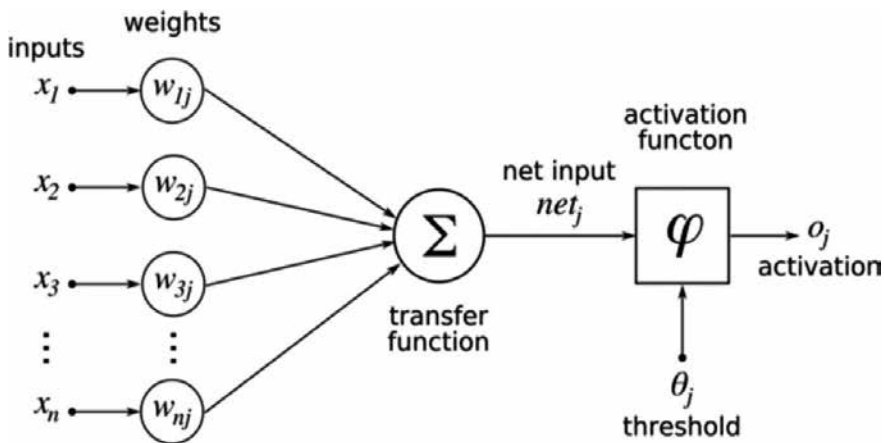 inputs
weights
x₁
w₁ⱼ
x₂
w₂ⱼ
x₃
w₃ⱼ
⋮
⋮
xₙ
wₙⱼ
Σ
transfer
function
net input
netⱼ
activation
functon
φ
oⱼ
activation
θⱼ
threshold